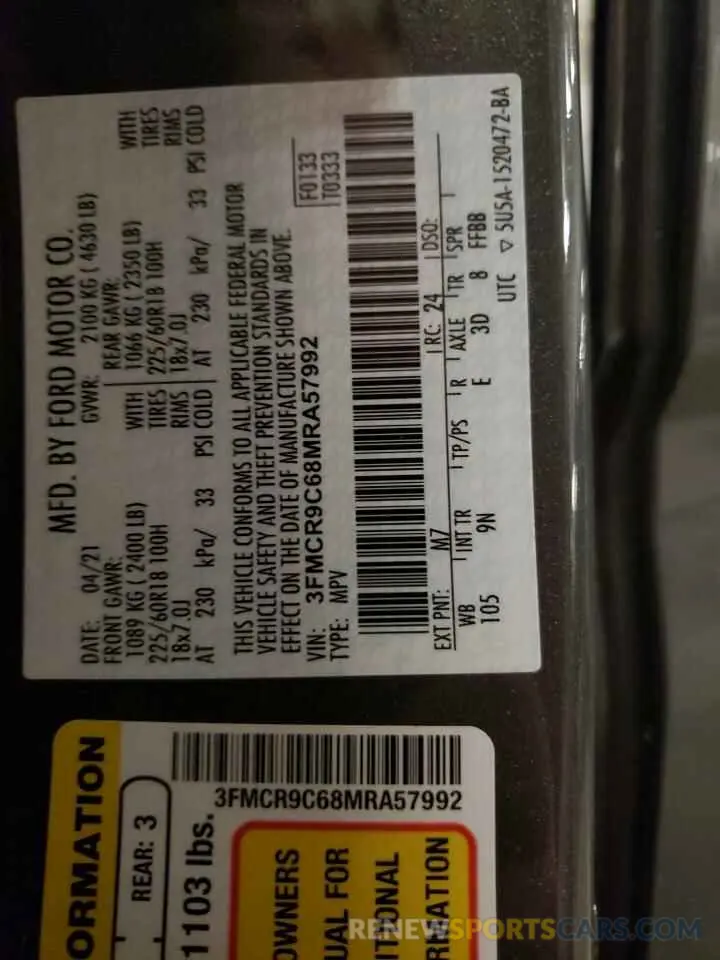 MFD. BY FORD MOTOR CO.
DATE: 04/21 GVWR: 2100 KG ( 4630 LB)
FRONT GAWR: REAR GAWR:
1089 KG ( 2400 LB) WITH 1066 KG ( 2350 LB) WITH
225/60R18 100H TIRES 225/60R18 100H TIRES
18x7.0J RIMS 18x7.0J RIMS
AT 230 kPa/ 33 PSI COLD AT 230 kPa/ 33 PSI COLD
THIS VEHICLE CONFORMS TO ALL APPLICABLE FEDERAL MOTOR
VEHICLE SAFETY AND THEFT PREVENTION STANDARDS IN
EFFECT ON THE DATE OF MANUFACTURE SHOWN ABOVE.
VIN: 3FMCR9C68MRA57992 F0133
TYPE: MPV T0333
EXT PNT: M7 RC: 24 DSO:
WB INT TR TP/PS R AXLE TR SPR
105 9N E 3D 8 FFBB
UTC ▽ 5U5A-1520472-BA
3FMCR9C68MRA57992
ORMATION
REAR: 3
1103 lbs.
OWNERS
UAL FOR
ITIONAL
RMATION
RENEWSPORTSCARS.COM